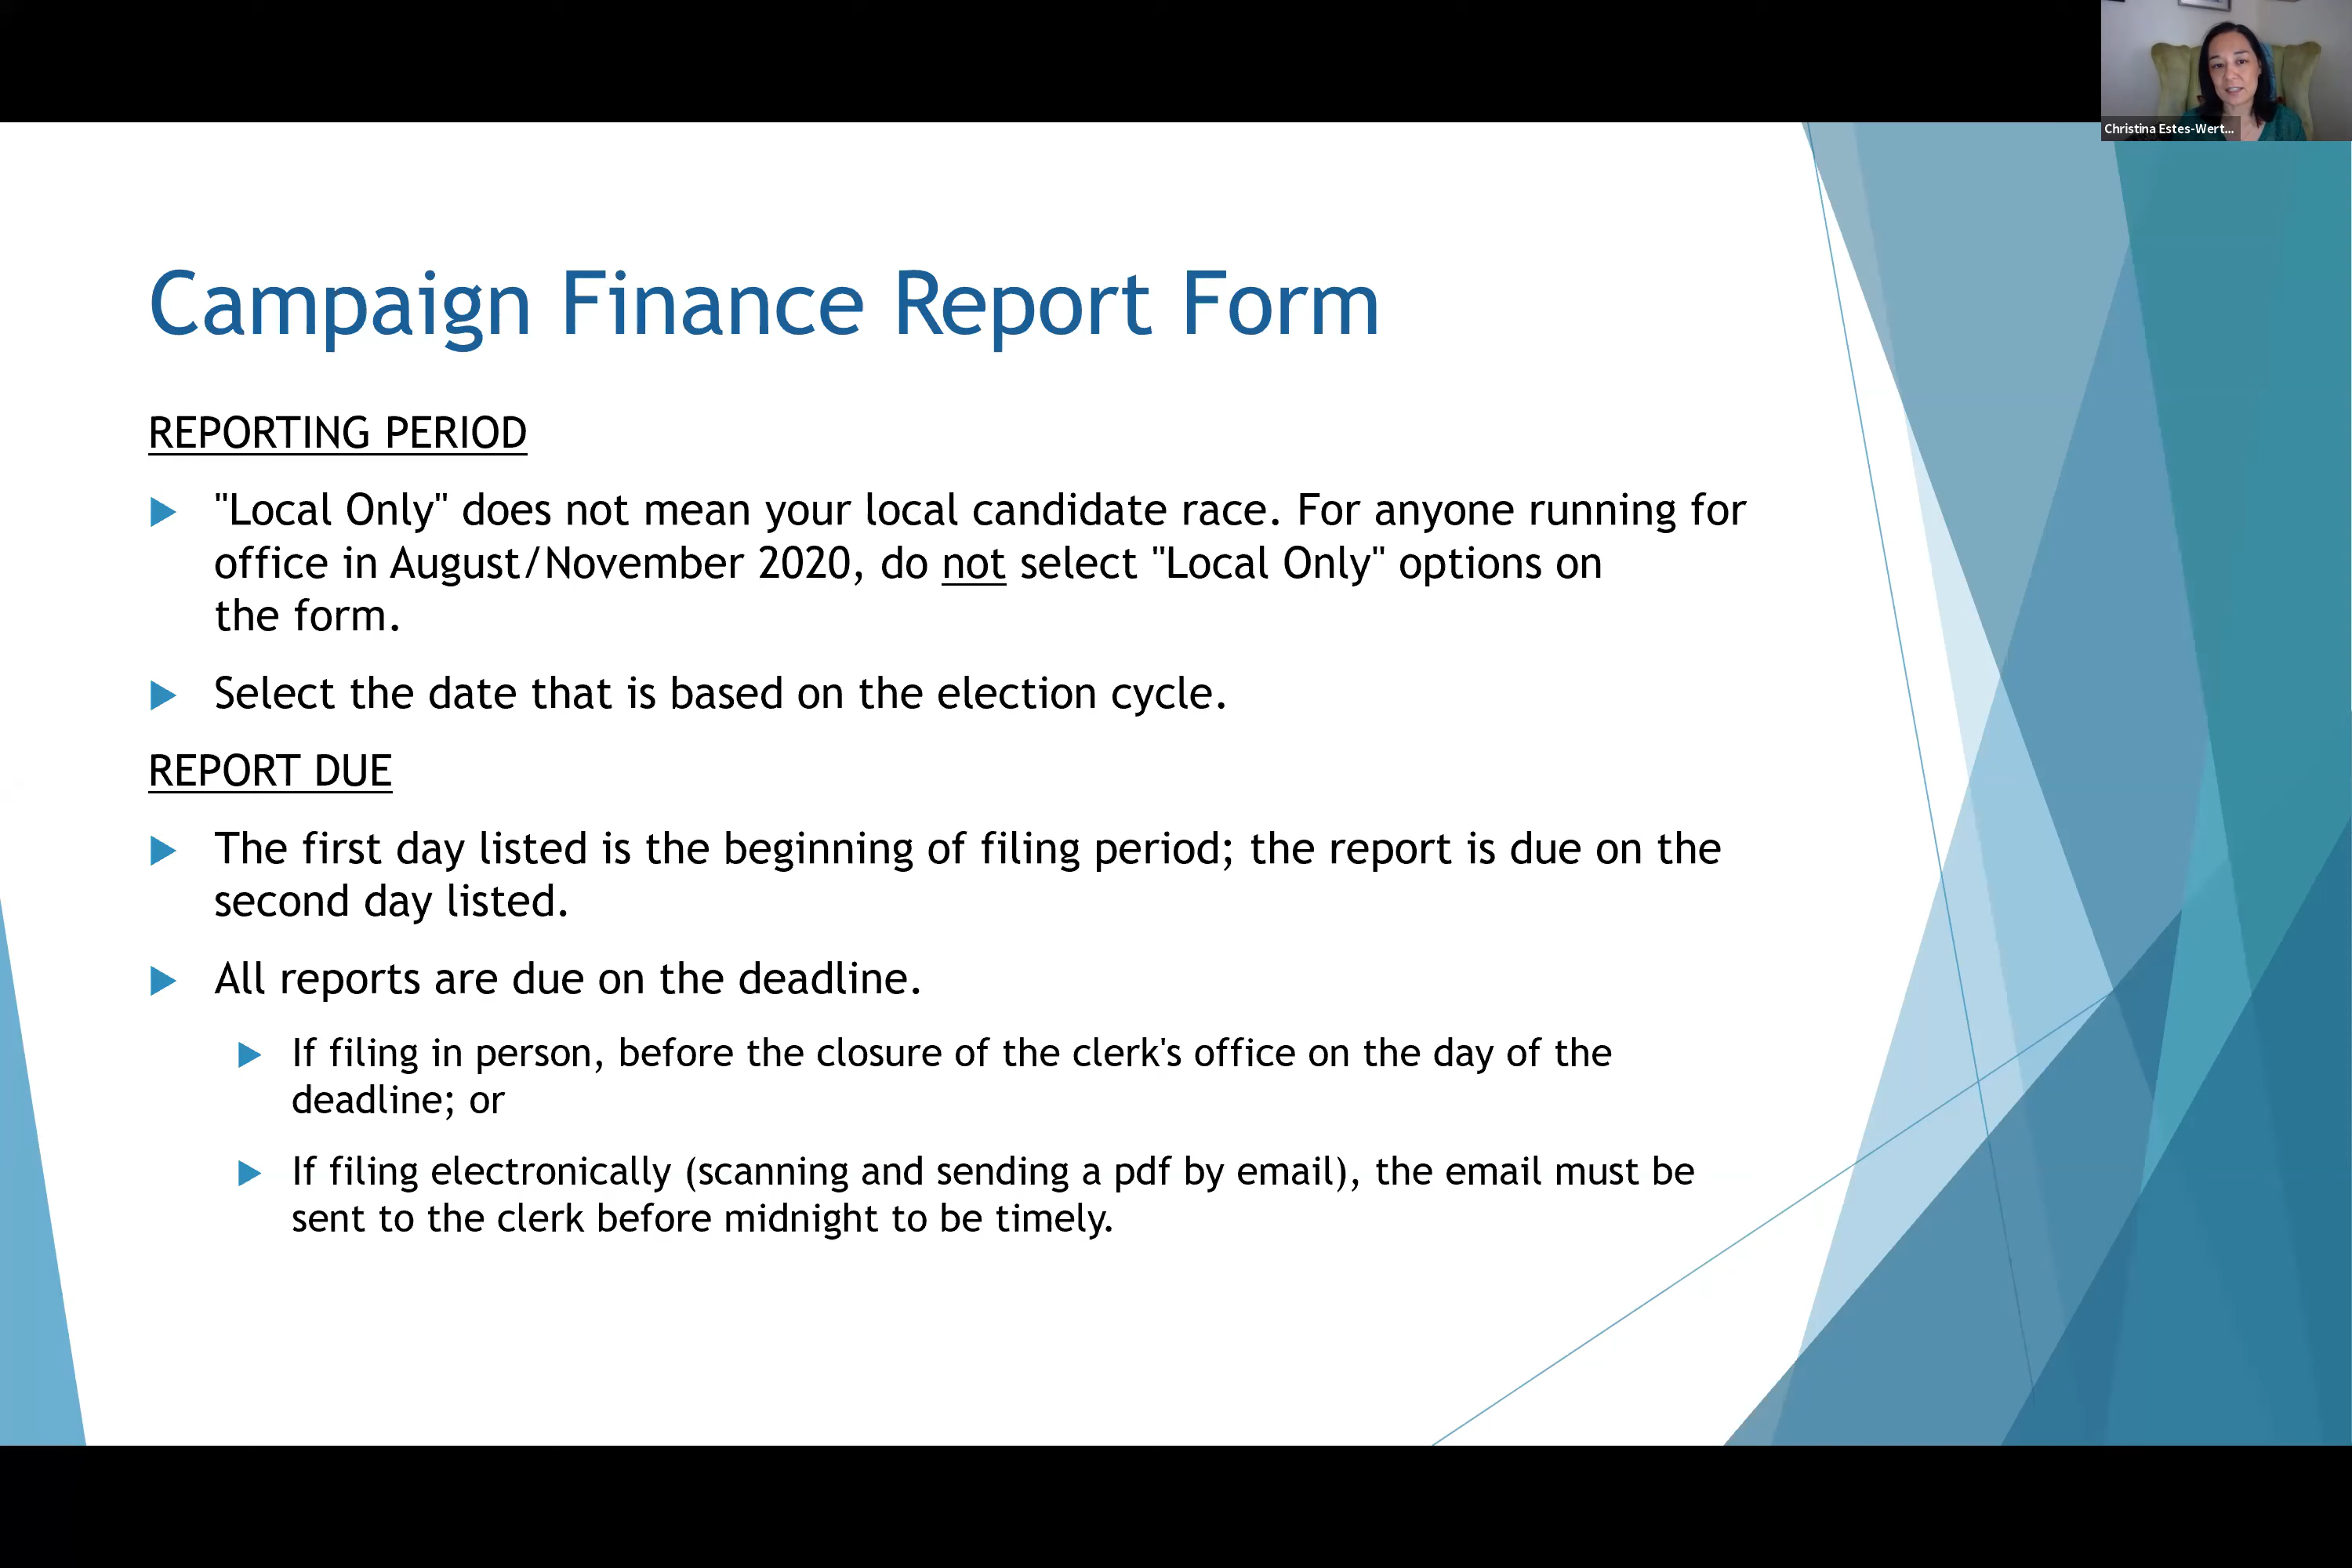 Christina Estes-Wert...
Campaign Finance Report Form
REPORTING PERIOD
"Local Only" does not mean your local candidate race. For anyone running for
office in August/November 2020, do not select "Local Only" options on
the form.
Select the date that is based on the election cycle.
REPORT DUE
The first day listed is the beginning of filing period; the report is due on the
second day listed.
All reports are due on the deadline.
If filing in person, before the closure of the clerk's office on the day of the
deadline; or
If filing electronically (scanning and sending a pdf by email), the email must be
sent to the clerk before midnight to be timely.